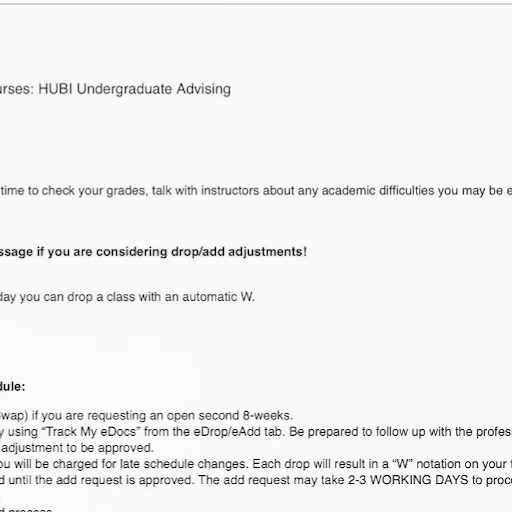 urses: HUBI Undergraduate Advising
time to check your grades, talk with instructors about any academic difficulties you may be e
ssage if you are considering drop/add adjustments!
day you can drop a class with an automatic W.
dule:
Swap) if you are requesting an open second 8-weeks.
y using “Track My eDocs” from the eDrop/eAdd tab. Be prepared to follow up with the profes
adjustment to be approved.
ou will be charged for late schedule changes. Each drop will result in a “W” notation on your
d until the add request is approved. The add request may take 2-3 WORKING DAYS to proc